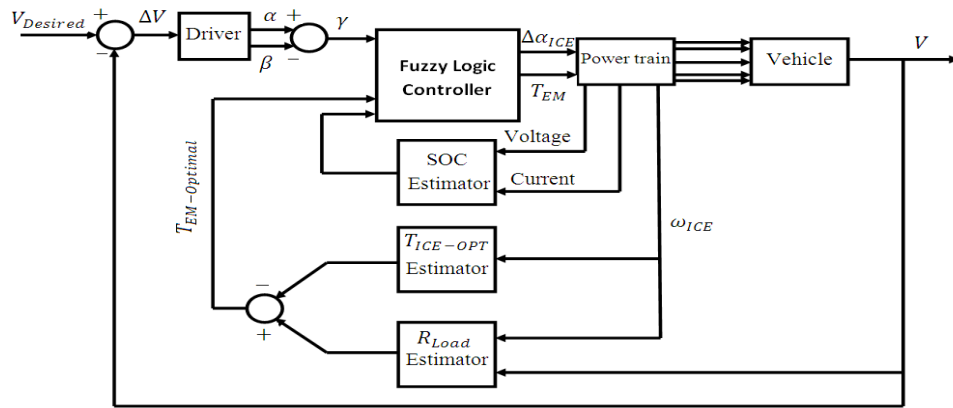 V_Desired
+
−
ΔV
Driver
α
β
+
−
γ
Fuzzy Logic
Controller
Δα_ICE
T_EM
Power train
Vehicle
V
Voltage
Current
SOC
Estimator
T_EM−Optimal
ω_ICE
T_ICE−OPT
Estimator
−
+
R_Load
Estimator